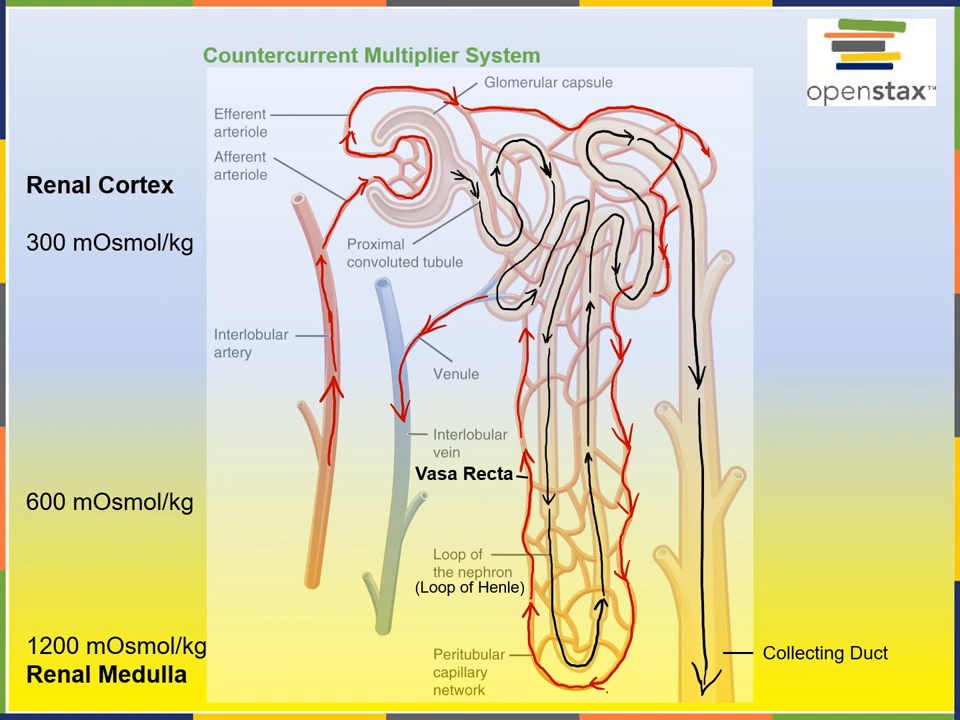 Countercurrent Multiplier System
openstax™
Glomerular capsule
Efferent
arteriole
Afferent
arteriole
Renal Cortex
300 mOsmol/kg
Proximal
convoluted tubule
Interlobular
artery
Venule
Interlobular
vein
Vasa Recta
600 mOsmol/kg
Loop of
the nephron
(Loop of Henle)
1200 mOsmol/kg
Renal Medulla
Peritubular
capillary
network
Collecting Duct